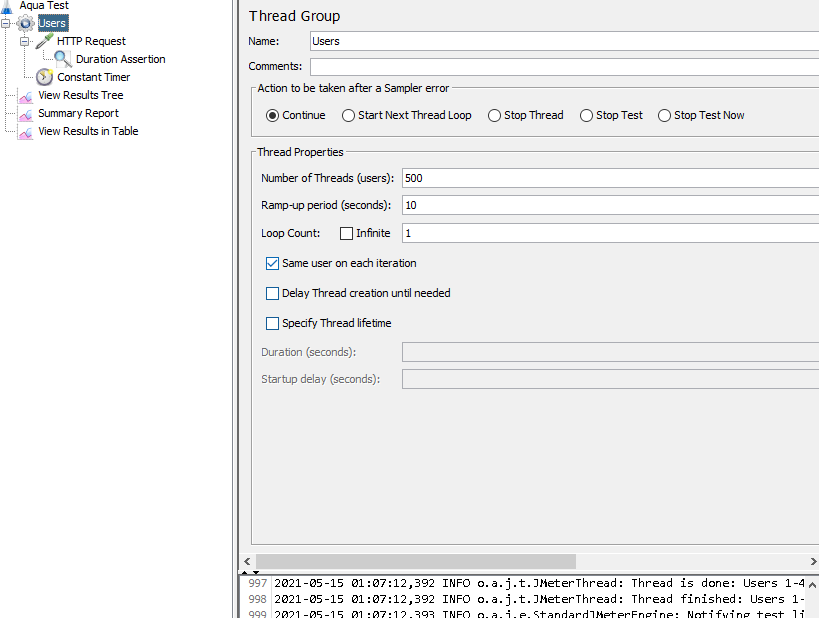 Aqua Test
Users
HTTP Request
Duration Assertion
Constant Timer
View Results Tree
Summary Report
View Results in Table
Thread Group
Name: Users
Comments:
Action to be taken after a Sampler error
Continue Start Next Thread Loop Stop Thread Stop Test Stop Test Now
Thread Properties
Number of Threads (users): 500
Ramp-up period (seconds): 10
Loop Count: Infinite 1
Same user on each iteration
Delay Thread creation until needed
Specify Thread lifetime
Duration (seconds):
Startup delay (seconds):
997 2021-05-15 01:07:12,392 INFO o.a.j.t.JMeterThread: Thread is done: Users 1-4
998 2021-05-15 01:07:12,392 INFO o.a.j.t.JMeterThread: Thread finished: Users 1-
999 2021-05-15 01:07:12,393 INFO o.a.j.e.StandardJMeterEngine: Notifying test li